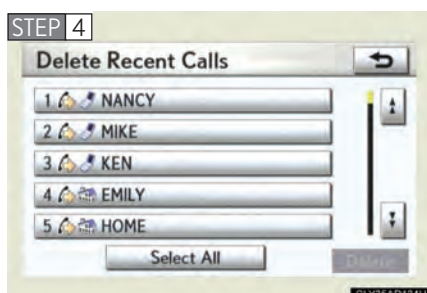 STEP 4
Delete Recent Calls
1 NANCY
2 MIKE
3 KEN
4 EMILY
5 HOME
Select All
Delete